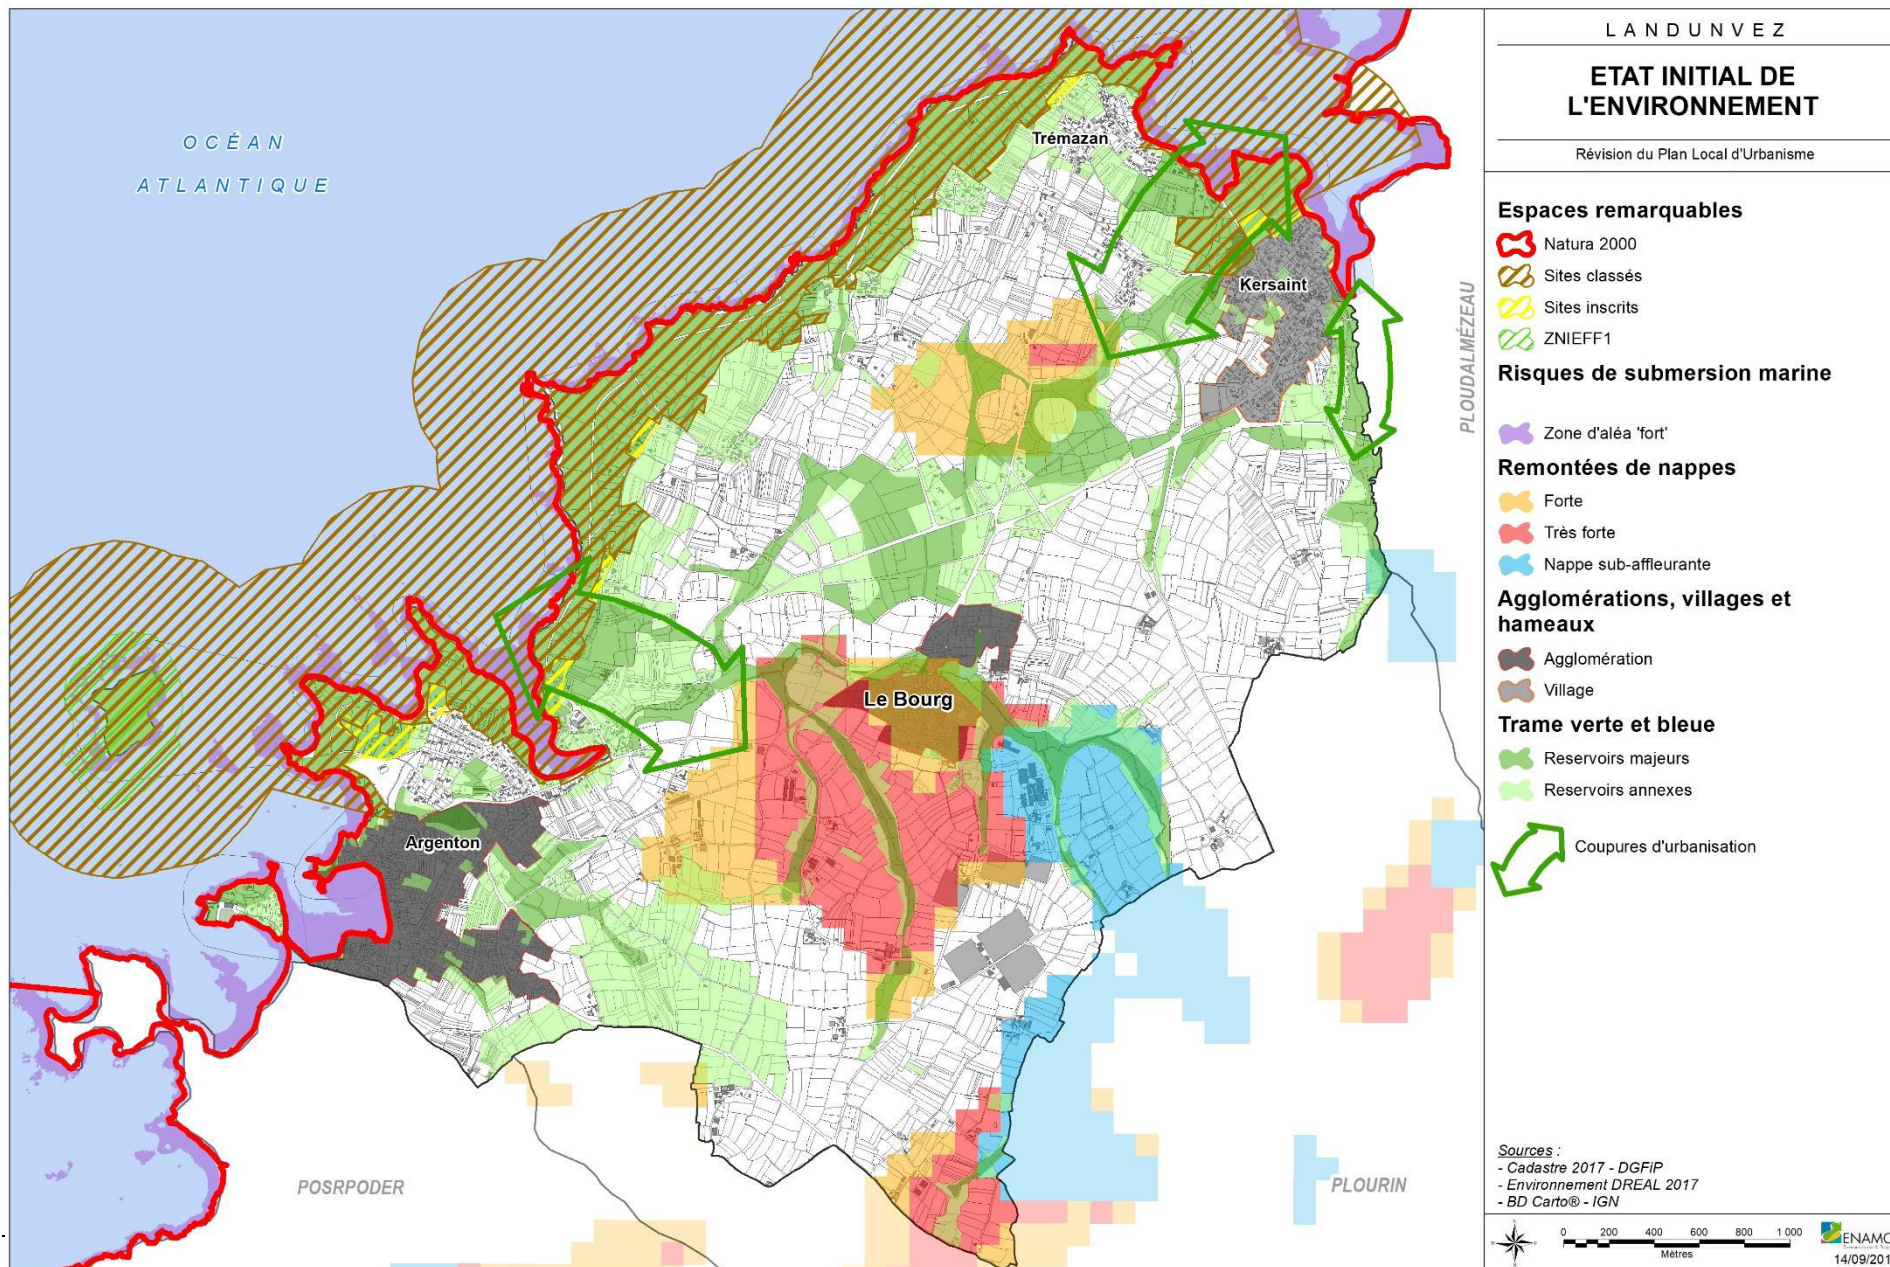 LANDUNVEZ
ETAT INITIAL DE
L'ENVIRONNEMENT
Révision du Plan Local d'Urbanisme
Espaces remarquables
Natura 2000
Sites classés
Sites inscrits
ZNIEFF1
Risques de submersion marine
Zone d'aléa 'fort'
Remontées de nappes
Forte
Très forte
Nappe sub-affleurante
Agglomérations, villages et
hameaux
Agglomération
Village
Trame verte et bleue
Reservoirs majeurs
Reservoirs annexes
Coupures d'urbanisation
Sources :
- Cadastre 2017 - DGFiP
- Environnement DREAL 2017
- BD Carto® - IGN
0 200 400 600 800 1 000
Mètres
ENAMO
14/09/201
OCÉAN
ATLANTIQUE
Trémazan
Kersaint
PLOUDALMÉZEAU
Le Bourg
Argenton
POSRPODER
PLOURIN